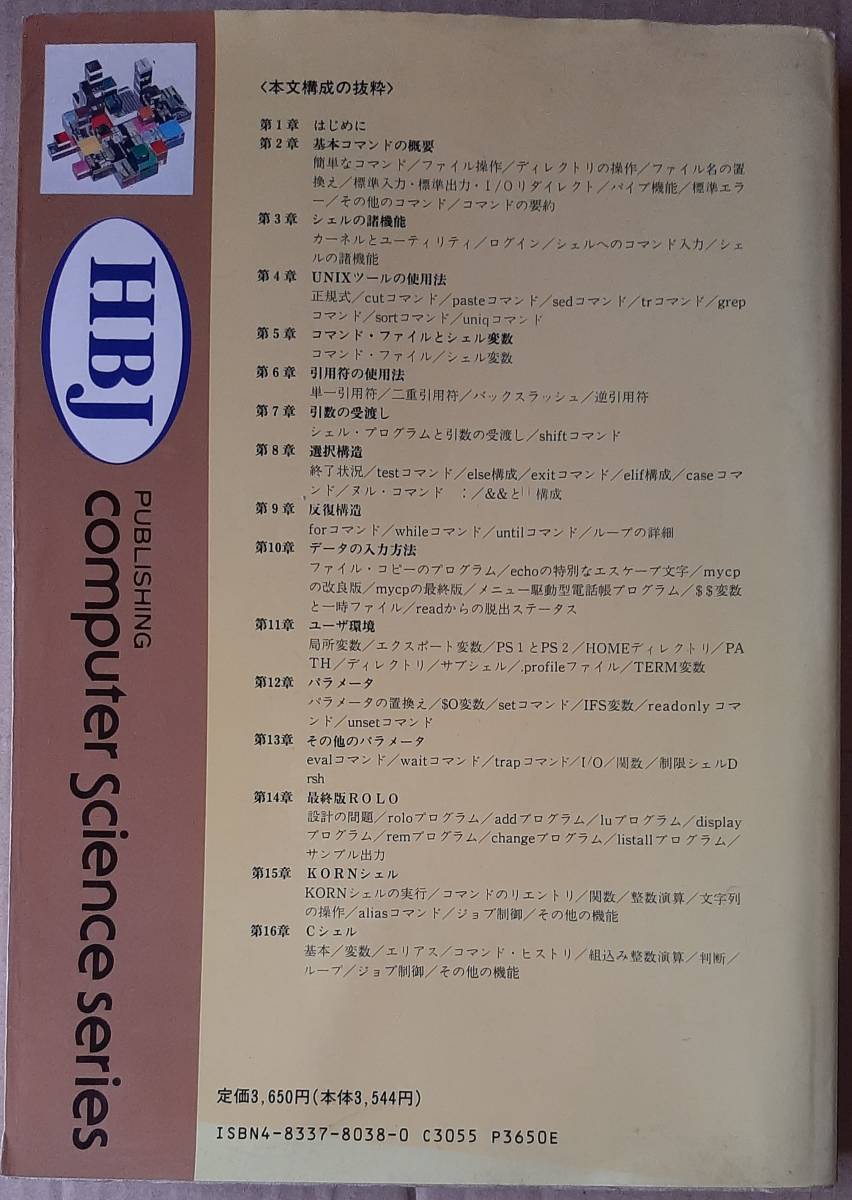 〈本文構成の抜粋〉
第1章 はじめに
第2章 基本コマンドの概要
簡単なコマンド／ファイル操作／ディレクトリの操作／ファイル名の置
換え／標準入力・標準出力・I／Oリダイレクト／パイプ機能／標準エラ
ー／その他のコマンド／コマンドの要約
第3章 シェルの諸機能
カーネルとユーティリティ／ログイン／シェルへのコマンド入力／シェ
ルの諸機能
第4章 UNIXツールの使用法
正規式／cutコマンド／pasteコマンド／sedコマンド／trコマンド／grep
コマンド／sortコマンド／uniqコマンド
第5章 コマンド・ファイルとシェル変数
コマンド・ファイル／シェル変数
第6章 引用符の使用法
単一引用符／二重引用符／バックスラッシュ／逆引用符
第7章 引数の受渡し
シェル・プログラムと引数の受渡し／shiftコマンド
第8章 選択構造
終了状況／testコマンド／else構成／exitコマンド／elif構成／caseコマ
ンド／ヌル・コマンド ：／&&と||構成
第9章 反復構造
forコマンド／whileコマンド／untilコマンド／ループの詳細
第10章 データの入力方法
ファイル・コピーのプログラム／echoの特別なエスケープ文字／mycp
の改良版／mycpの最終版／メニュー駆動型電話帳プログラム／$$変数
と一時ファイル／readからの脱出ステータス
第11章 ユーザ環境
局所変数／エクスポート変数／PS1とPS2／HOMEディレクトリ／PA
TH／ディレクトリ／サブシェル／.profileファイル／TERM変数
第12章 パラメータ
パラメータの置換え／$O変数／setコマンド／IFS変数／readonlyコマ
ンド／unsetコマンド
第13章 その他のパラメータ
evalコマンド／waitコマンド／trapコマンド／I／O／関数／制限シェルD
rsh
第14章 最終版ROLO
設計の問題／roloプログラム／addプログラム／luプログラム／display
プログラム／remプログラム／changeプログラム／listallプログラム／
サンプル出力
第15章 KORNシェル
KORNシェルの実行／コマンドのリエントリ／関数／整数演算／文字列
の操作／aliasコマンド／ジョブ制御／その他の機能
第16章 Cシェル
基本／変数／エリアス／コマンド・ヒストリ／組込み整数演算／判断／
ループ／ジョブ制御／その他の機能
定価3,650円(本体3,544円)
ISBN4-8337-8038-0 C3055 P3650E
HBJ
PUBLISHING
computer science series